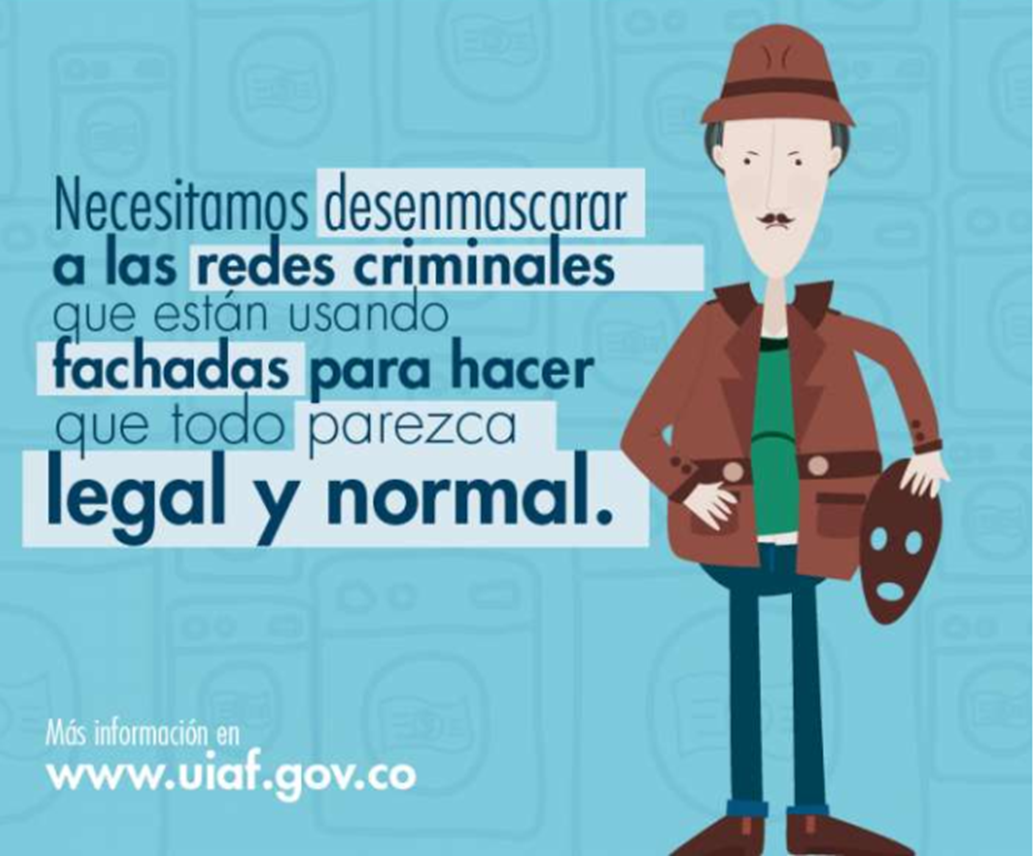 Necesitamos desenmascarar
a las redes criminales
que están usando
fachadas para hacer
que todo parezca
legal y normal.
Más información en
www.uiaf.gov.co